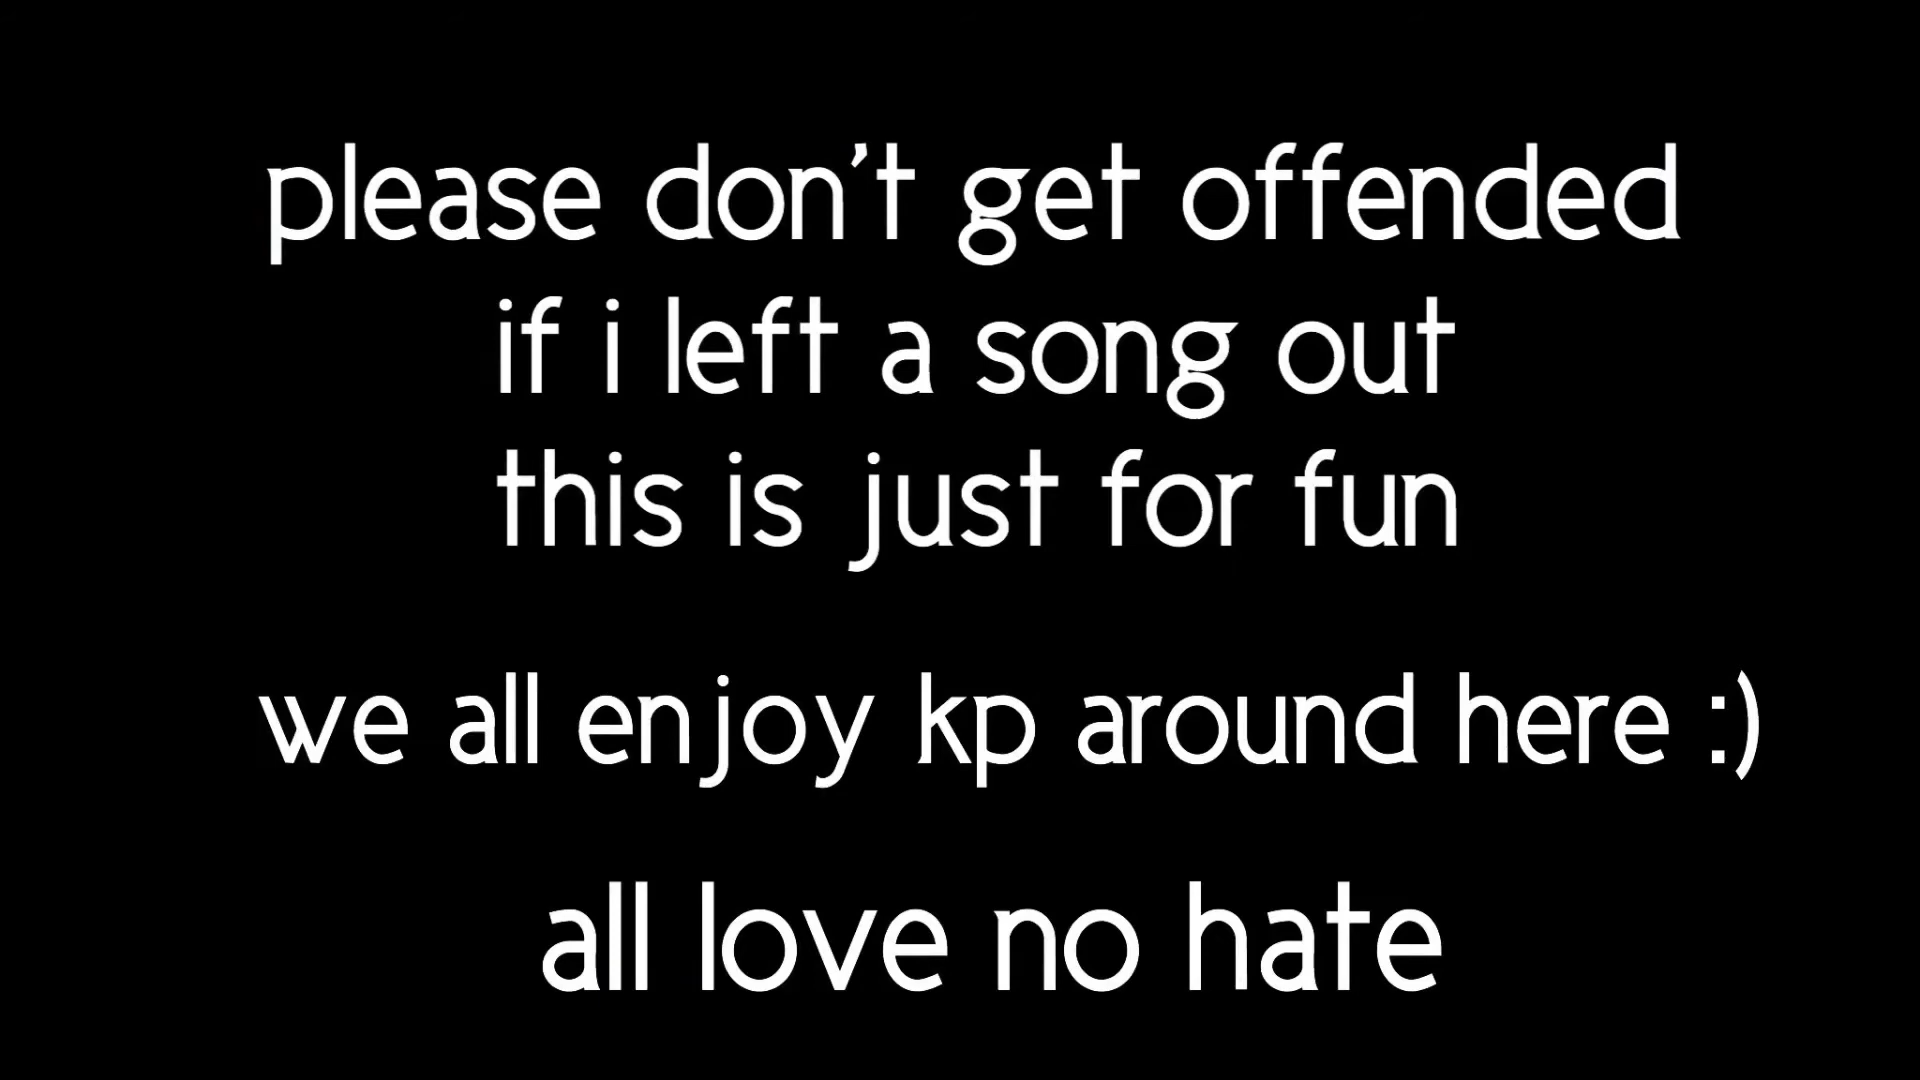 please don't get offended
if i left a song out
this is just for fun
we all enjoy kp around here :)
all love no hate